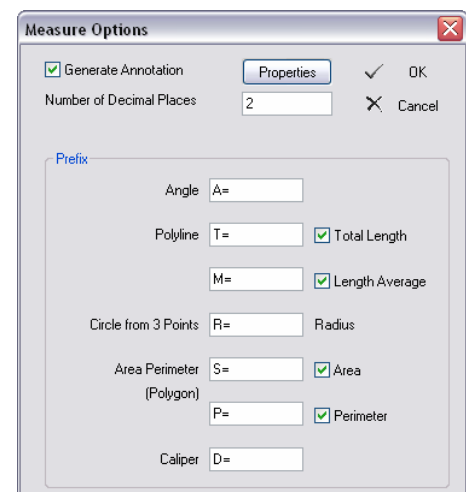 Measure Options
Generate Annotation Properties OK
Number of Decimal Places 2 Cancel
Prefix
Angle A=
Polyline T= Total Length
M= Length Average
Circle from 3 Points R= Radius
Area Perimeter S= Area
(Polygon)
P= Perimeter
Caliper D=